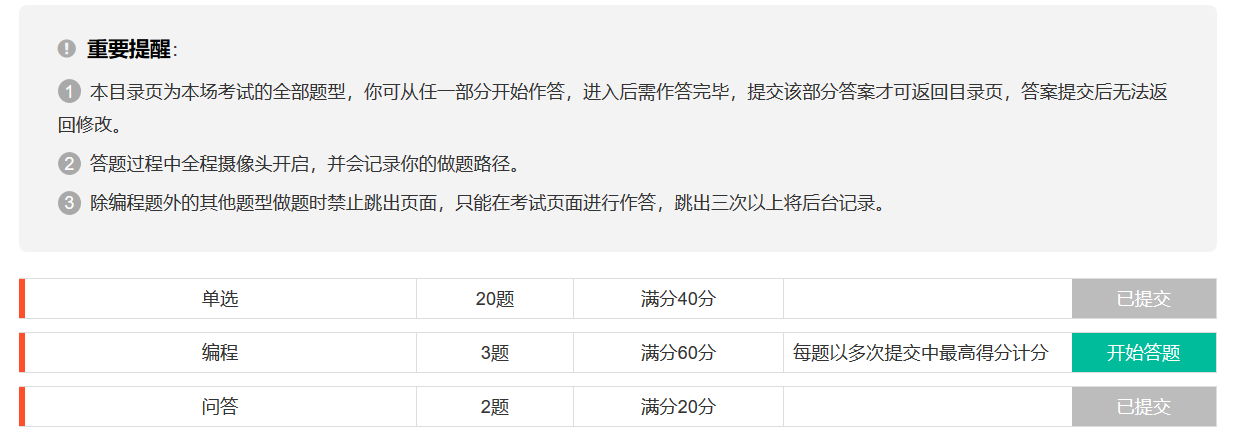 重要提醒:
1 本目录页为本场考试的全部题型，你可从任一部分开始作答，进入后需作答完毕，提交该部分答案才可返回目录页，答案提交后无法返
回修改。
2 答题过程中全程摄像头开启，并会记录你的做题路径。
3 除编程题外的其他题型做题时禁止跳出页面，只能在考试页面进行作答，跳出三次以上将后台记录。
单选 20题 满分40分 已提交
编程 3题 满分60分 每题以多次提交中最高得分计分 开始答题
问答 2题 满分20分 已提交